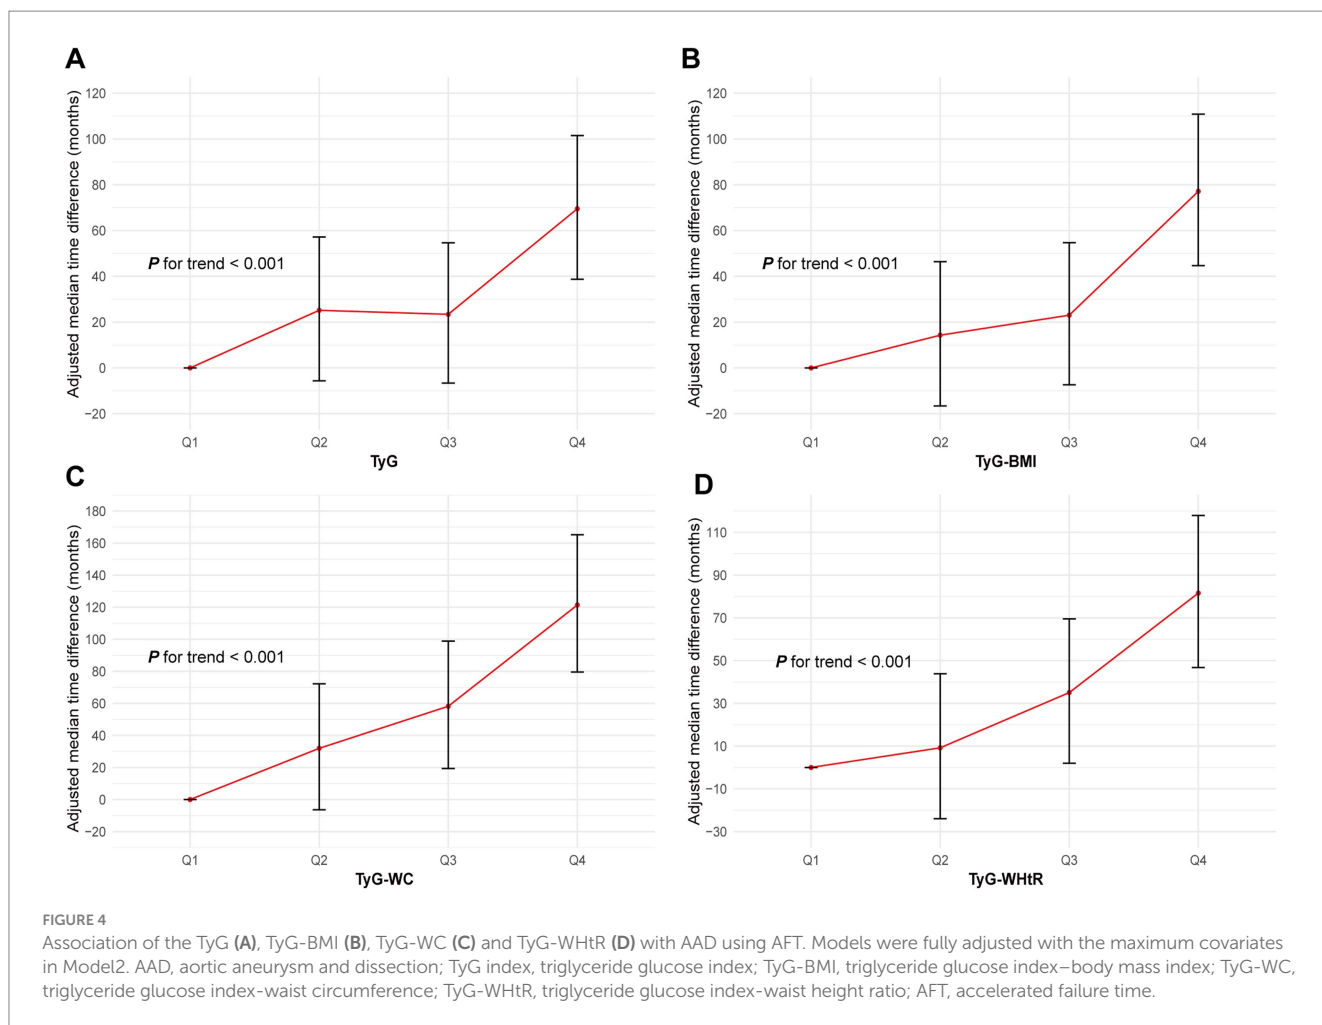 A
Adjusted median time difference (months)
120
100
80
60
40
20
0
−20
P for trend < 0.001
Q1 Q2 Q3 Q4
TyG
B
Adjusted median time difference (months)
120
100
80
60
40
20
0
−20
P for trend < 0.001
Q1 Q2 Q3 Q4
TyG-BMI
C
Adjusted median time difference (months)
180
160
140
120
100
80
60
40
20
0
−20
P for trend < 0.001
Q1 Q2 Q3 Q4
TyG-WC
D
Adjusted median time difference (months)
110
90
70
50
30
10
−10
−30
P for trend < 0.001
Q1 Q2 Q3 Q4
TyG-WHtR
FIGURE 4
Association of the TyG (A), TyG-BMI (B), TyG-WC (C) and TyG-WHtR (D) with AAD using AFT. Models were fully adjusted with the maximum covariates
in Model2. AAD, aortic aneurysm and dissection; TyG index, triglyceride glucose index; TyG-BMI, triglyceride glucose index–body mass index; TyG-WC,
triglyceride glucose index-waist circumference; TyG-WHtR, triglyceride glucose index-waist height ratio; AFT, accelerated failure time.